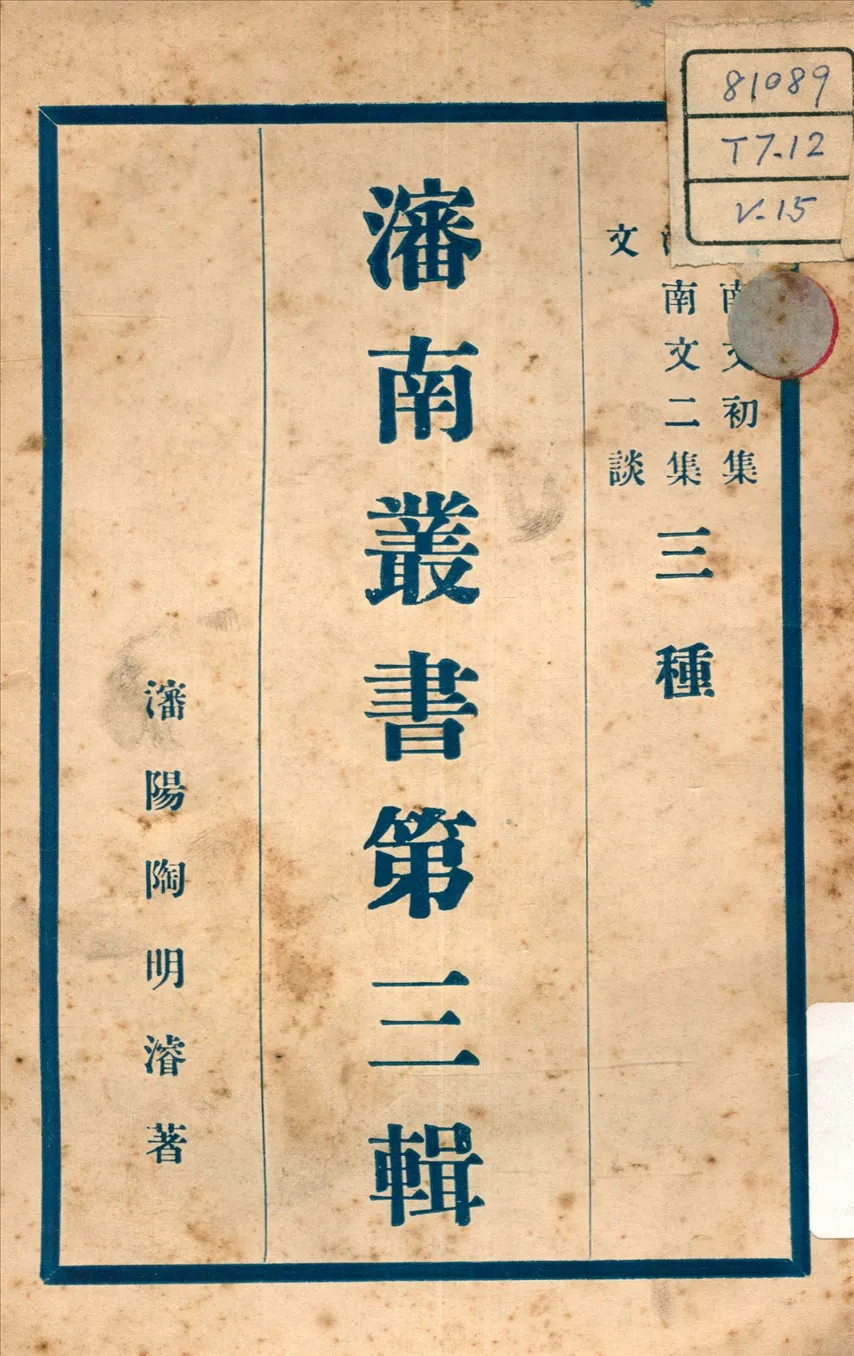 81089
T7.12
V.15
南文初集
南文二集
文談
三種
瀋南叢書第三輯
瀋陽陶明濬著